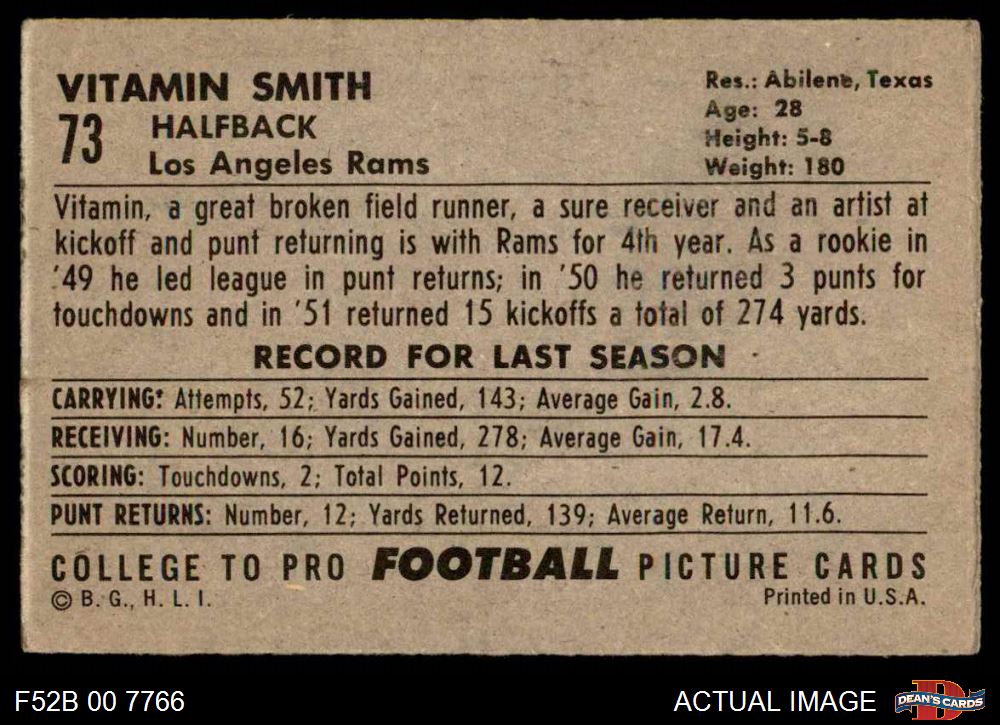 VITAMIN SMITH
73 HALFBACK
Los Angeles Rams
Res.: Abilene, Texas
Age: 28
Height: 5-8
Weight: 180
Vitamin, a great broken field runner, a sure receiver and an artist at
kickoff and punt returning is with Rams for 4th year. As a rookie in
'49 he led league in punt returns; in '50 he returned 3 punts for
touchdowns and in '51 returned 15 kickoffs a total of 274 yards.
RECORD FOR LAST SEASON
CARRYING: Attempts, 52; Yards Gained, 143; Average Gain, 2.8.
RECEIVING: Number, 16; Yards Gained, 278; Average Gain, 17.4.
SCORING: Touchdowns, 2; Total Points, 12.
PUNT RETURNS: Number, 12; Yards Returned, 139; Average Return, 11.6.
COLLEGE TO PRO FOOTBALL PICTURE CARDS
© B. G., H. L. I.
Printed in U.S.A.
F52B 00 7766
ACTUAL IMAGE
D
DEAN'S CARDS